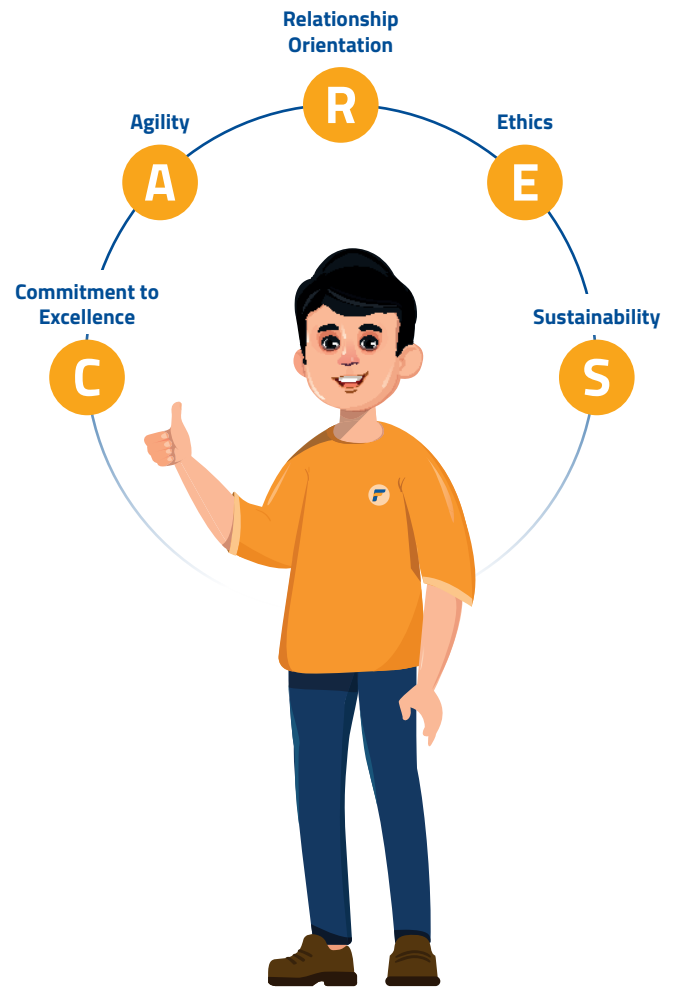 Relationship
Orientation
R
Agility
A
Ethics
E
Commitment to
Excellence
C
Sustainability
S
F